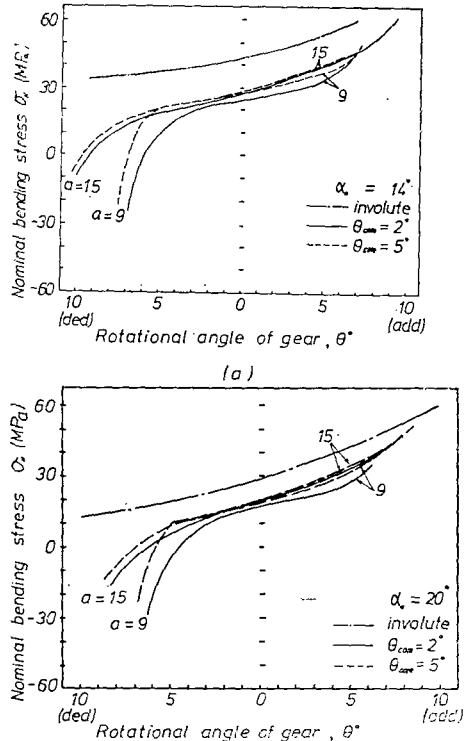 60
30
0
-30
-60
Nominal bending stress σ (MPa)
15
9
a = 15
a = 9
α = 14°
involute
θ = 2°
θ = 5°
10 5 0 5 10
(ded) (add)
Rotational angle of gear, θ°
(a)
60
30
0
-30
-60
Nominal bending stress σ (MPa)
15
9
a = 15
a = 9
α = 20°
involute
θ = 2°
θ = 5°
10 5 0 5 10
(ded) (add)
Rotational angle of gear, θ°